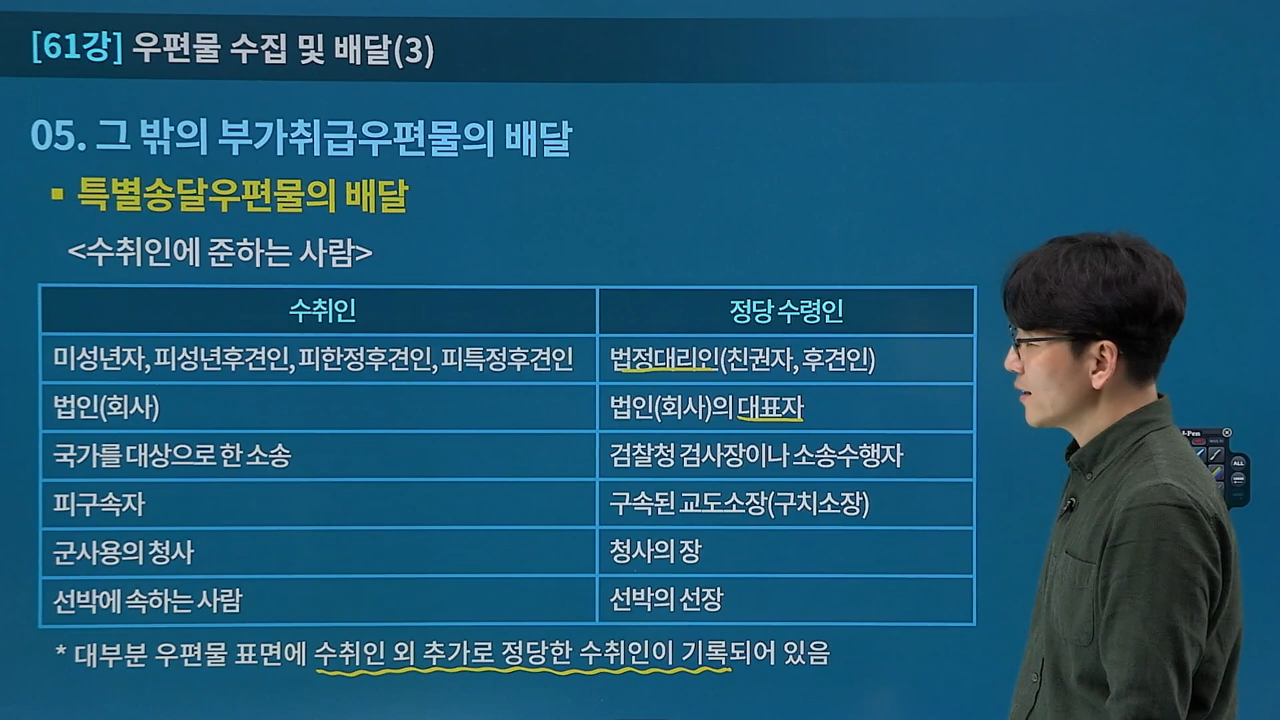 [61강] 우편물 수집 및 배달(3)
05. 그 밖의 부가취급우편물의 배달
▪ 특별송달우편물의 배달
<수취인에 준하는 사람>
수취인 정당 수령인
미성년자, 피성년후견인, 피한정후견인, 피특정후견인 법정대리인(친권자, 후견인)
법인(회사) 법인(회사)의 대표자
국가를 대상으로 한 소송 검찰청 검사장이나 소송수행자
피구속자 구속된 교도소장(구치소장)
군사용의 청사 청사의 장
선박에 속하는 사람 선박의 선장
* 대부분 우편물 표면에 수취인 외 추가로 정당한 수취인이 기록되어 있음
ALL